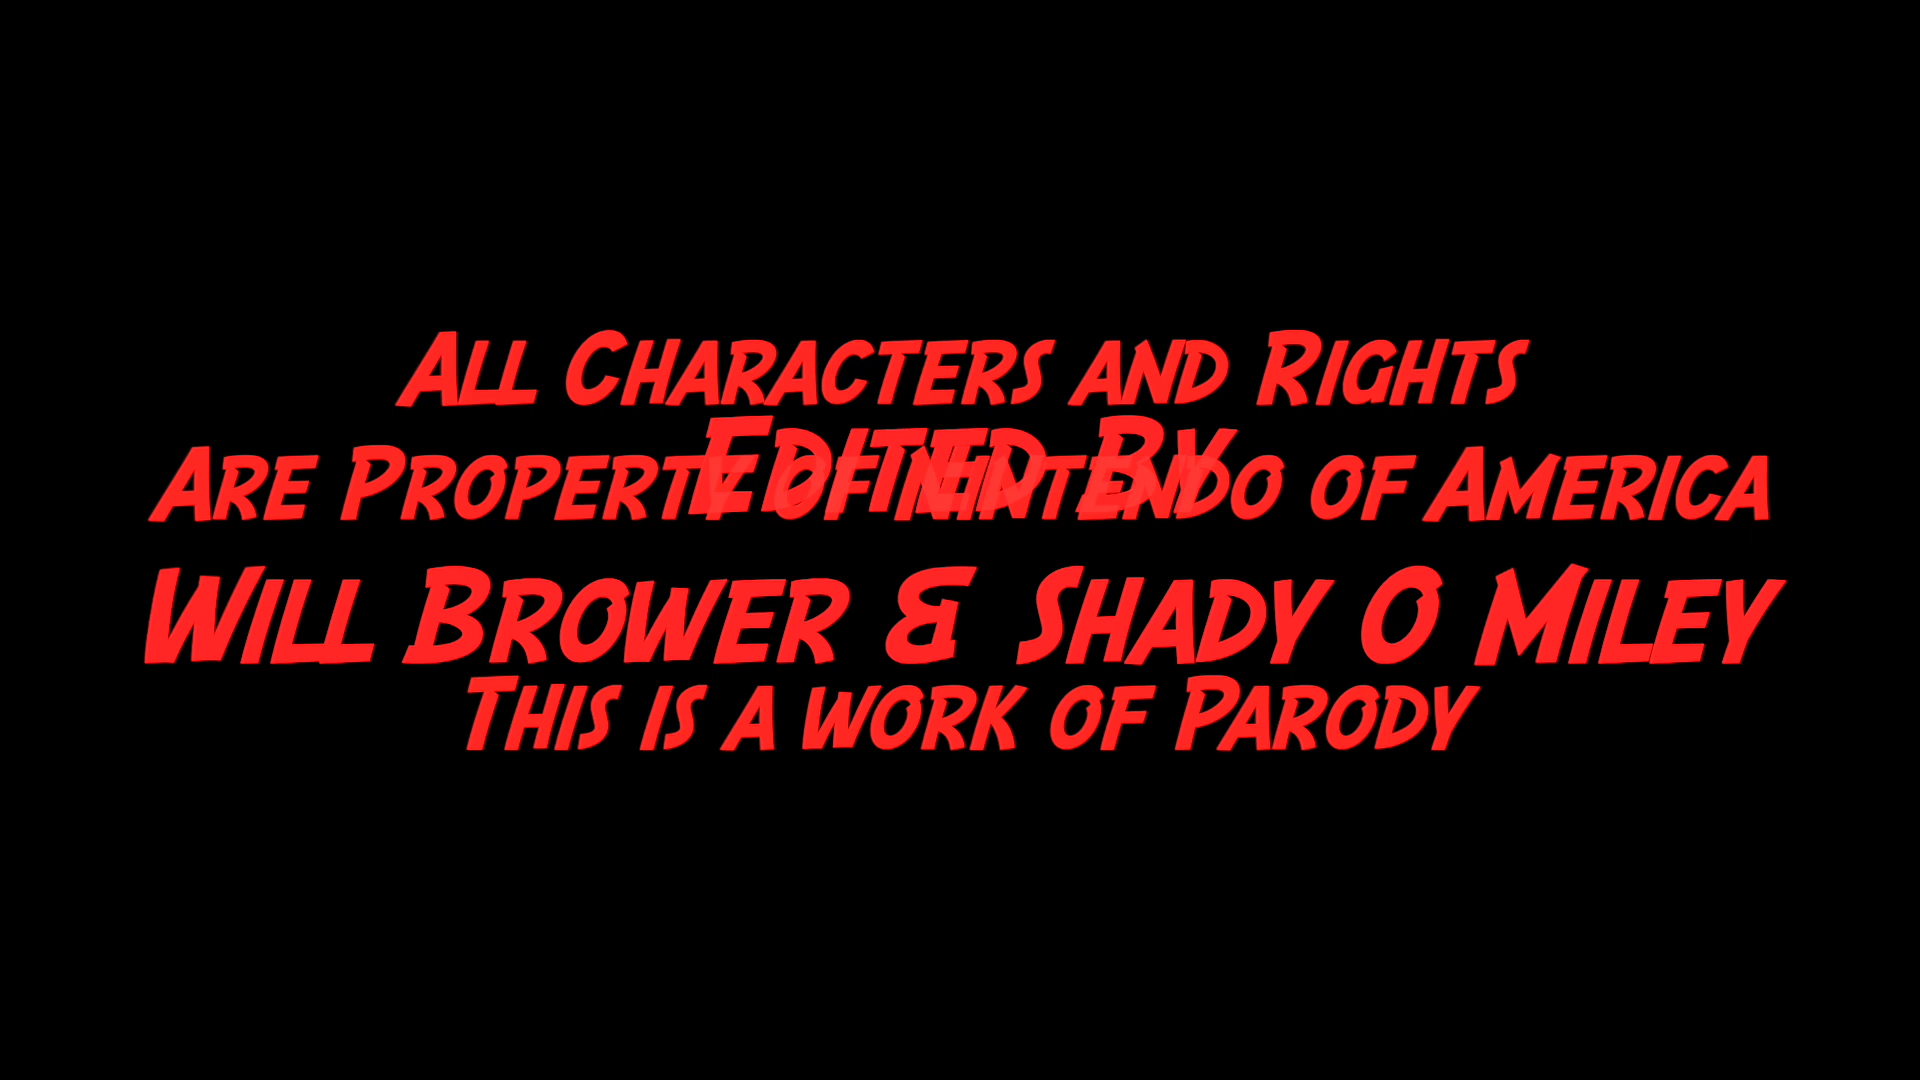 All Characters and Rights
Edited By
Are Property of Nintendo of America
Will Brower & Shady O Miley
This is a work of Parody